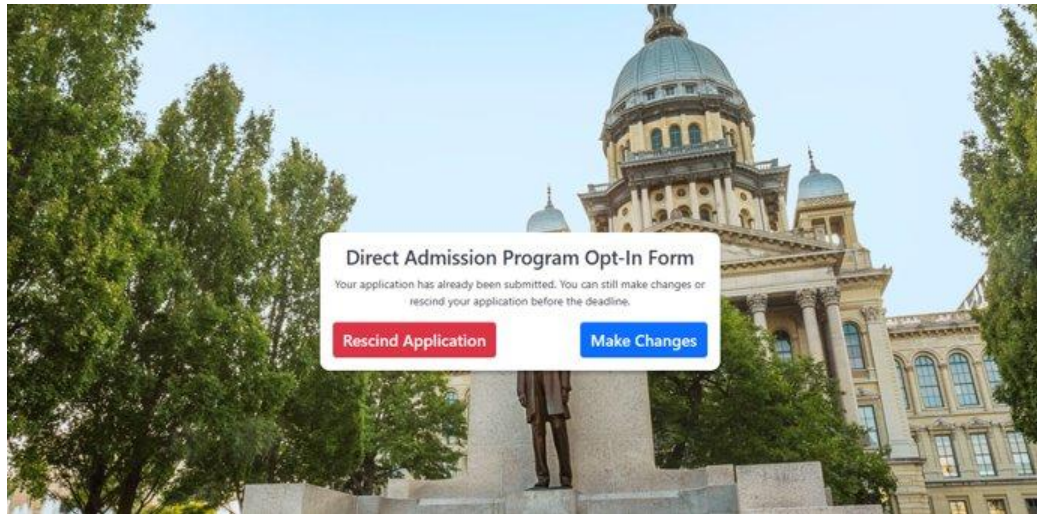 Direct Admission Program Opt-In Form
Your application has already been submitted. You can still make changes or
rescind your application before the deadline.
Rescind Application
Make Changes